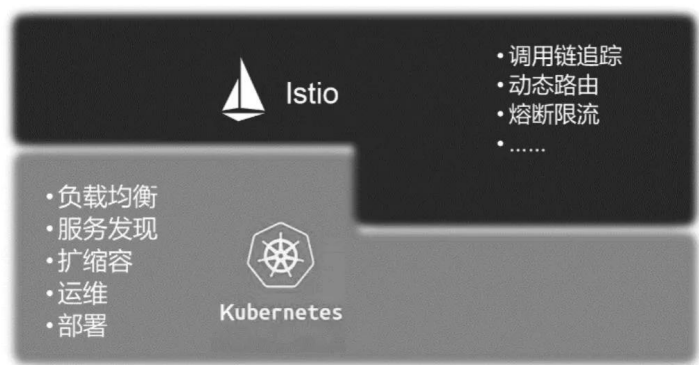 Istio
• 调用链追踪
• 动态路由
• 熔断限流
• ......
• 负载均衡
• 服务发现
• 扩缩容
• 运维
• 部署
Kubernetes